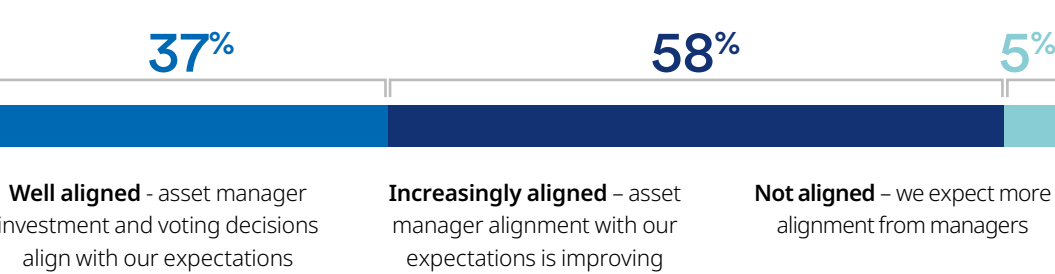 37%
58%
5%
Well aligned - asset manager
investment and voting decisions
align with our expectations
Increasingly aligned – asset
manager alignment with our
expectations is improving
Not aligned – we expect more
alignment from managers